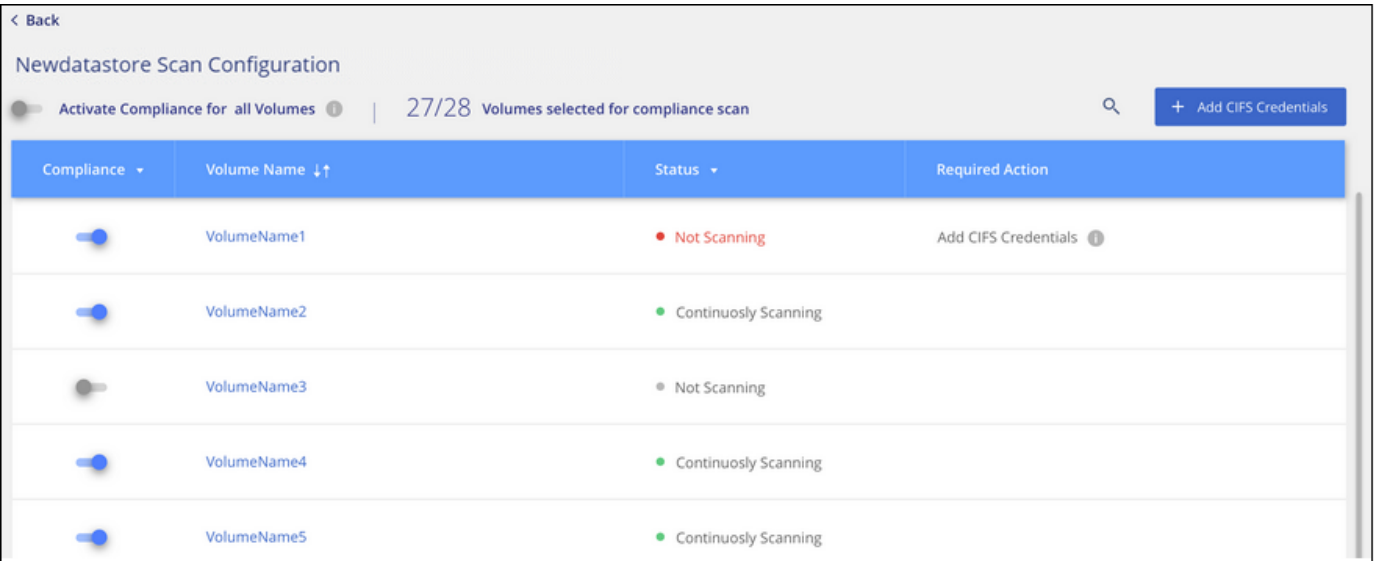 < Back
Newdatastore Scan Configuration
Activate Compliance for all Volumes i | 27/28 Volumes selected for compliance scan + Add CIFS Credentials
Compliance Volume Name ↓↑ Status Required Action
VolumeName1 Not Scanning Add CIFS Credentials i
VolumeName2 Continuosly Scanning
VolumeName3 Not Scanning
VolumeName4 Continuosly Scanning
VolumeName5 Continuosly Scanning